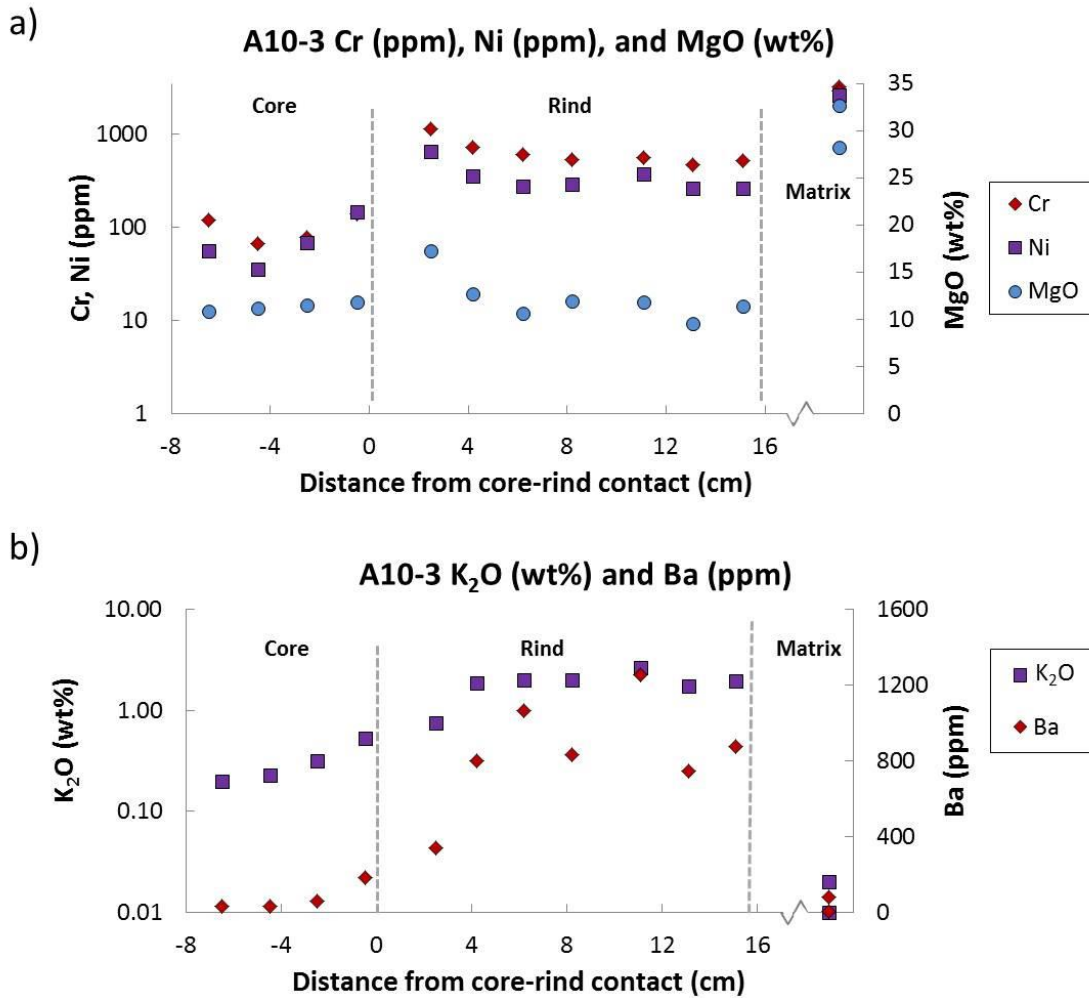 a)
A10-3 Cr (ppm), Ni (ppm), and MgO (wt%)
Core
Rind
Matrix
Cr, Ni (ppm)
1000
100
10
1
MgO (wt%)
35
30
25
20
15
10
5
0
-8 -4 0 4 8 12 16
Distance from core-rind contact (cm)
Cr
Ni
MgO
b)
A10-3 K₂O (wt%) and Ba (ppm)
Core
Rind
Matrix
K₂O (wt%)
10.00
1.00
0.10
0.01
Ba (ppm)
1600
1200
800
400
0
-8 -4 0 4 8 12 16
Distance from core-rind contact (cm)
K₂O
Ba